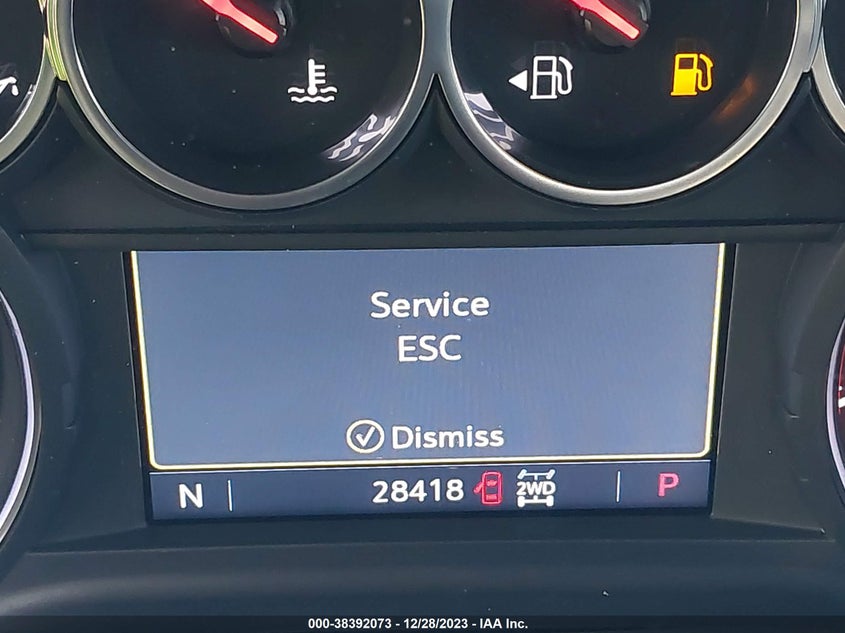 Service
ESC
Dismiss
N 28418 2WD P
000-38392073 - 12/28/2023 - IAA Inc.